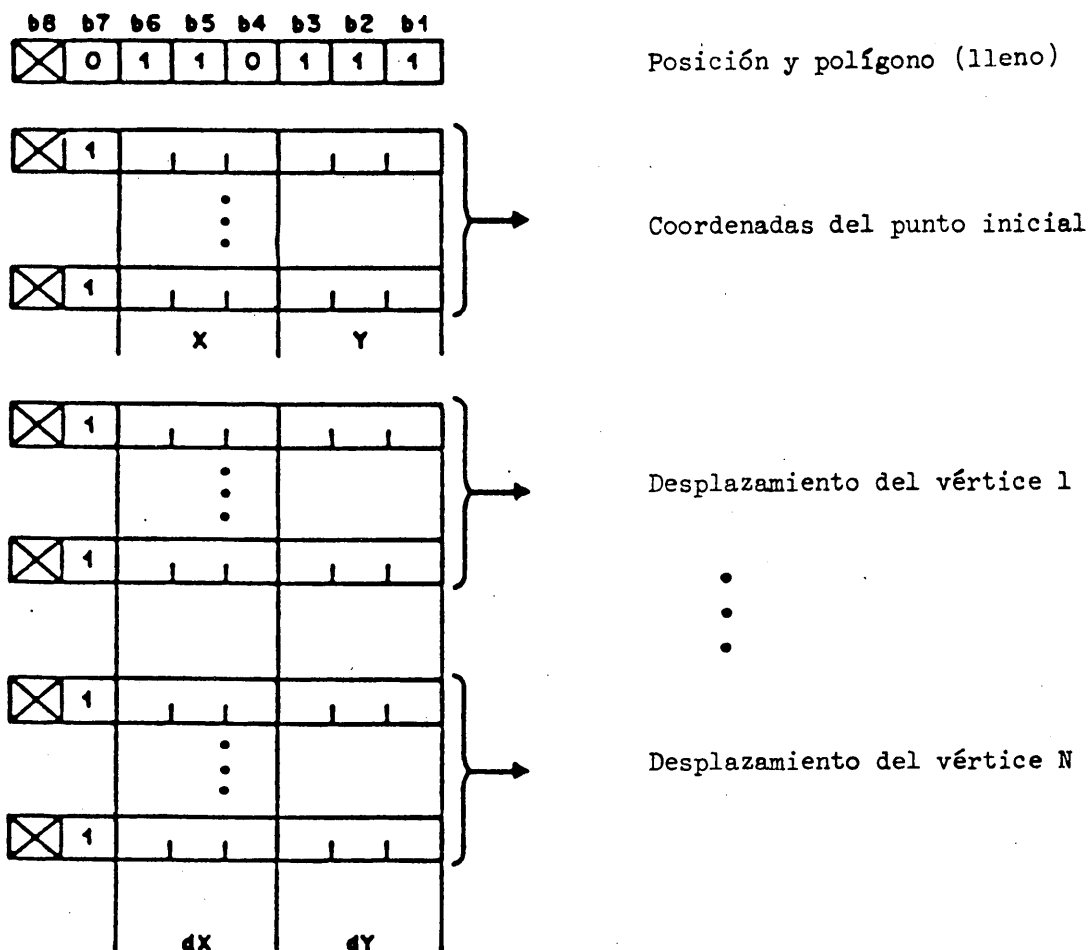 b8 b7 b6 b5 b4 b3 b2 b1
0 1 1 0 1 1 1 Posición y polígono (lleno)
1
Coordenadas del punto inicial
1
X Y
1
Desplazamiento del vértice 1
1
1
Desplazamiento del vértice N
1
dX dY